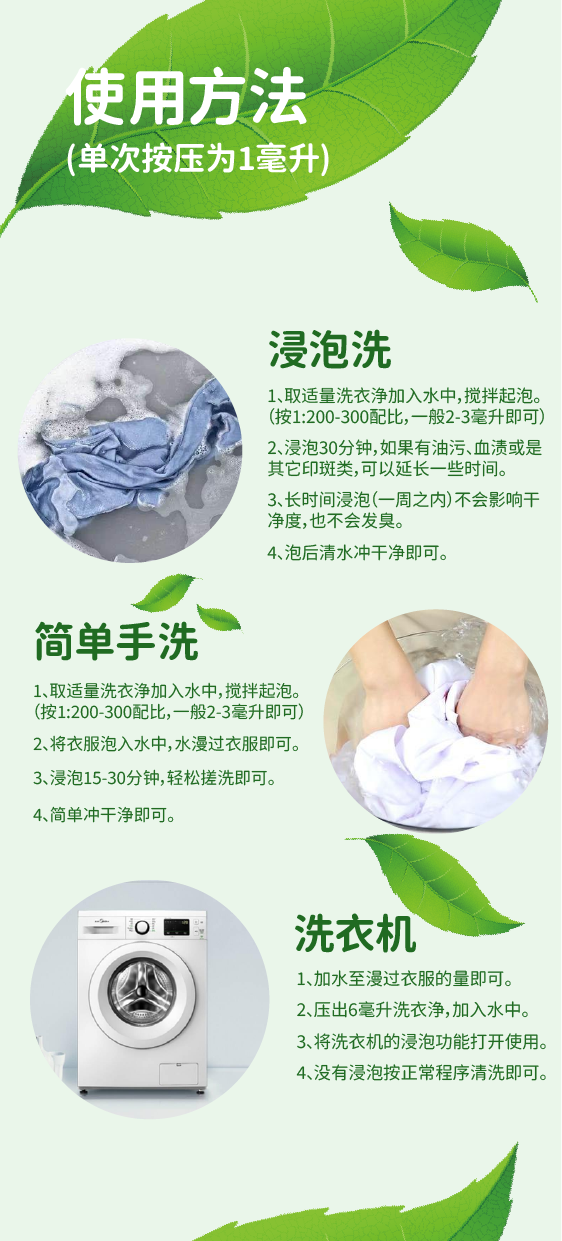 使用方法
(单次按压为1毫升)
浸泡洗
1、取适量洗衣净加入水中,搅拌起泡。
(按1:200-300配比,一般2-3毫升即可)
2、浸泡30分钟,如果有油污、血渍或是
其它印斑类,可以延长一些时间。
3、长时间浸泡(一周之内)不会影响干
净度,也不会发臭。
4、泡后清水冲干净即可。
简单手洗
1、取适量洗衣净加入水中,搅拌起泡。
(按1:200-300配比,一般2-3毫升即可)
2、将衣服泡入水中,水漫过衣服即可。
3、浸泡15-30分钟,轻松搓洗即可。
4、简单冲干净即可。
洗衣机
1、加水至漫过衣服的量即可。
2、压出6毫升洗衣净,加入水中。
3、将洗衣机的浸泡功能打开使用。
4、没有浸泡按正常程序清洗即可。